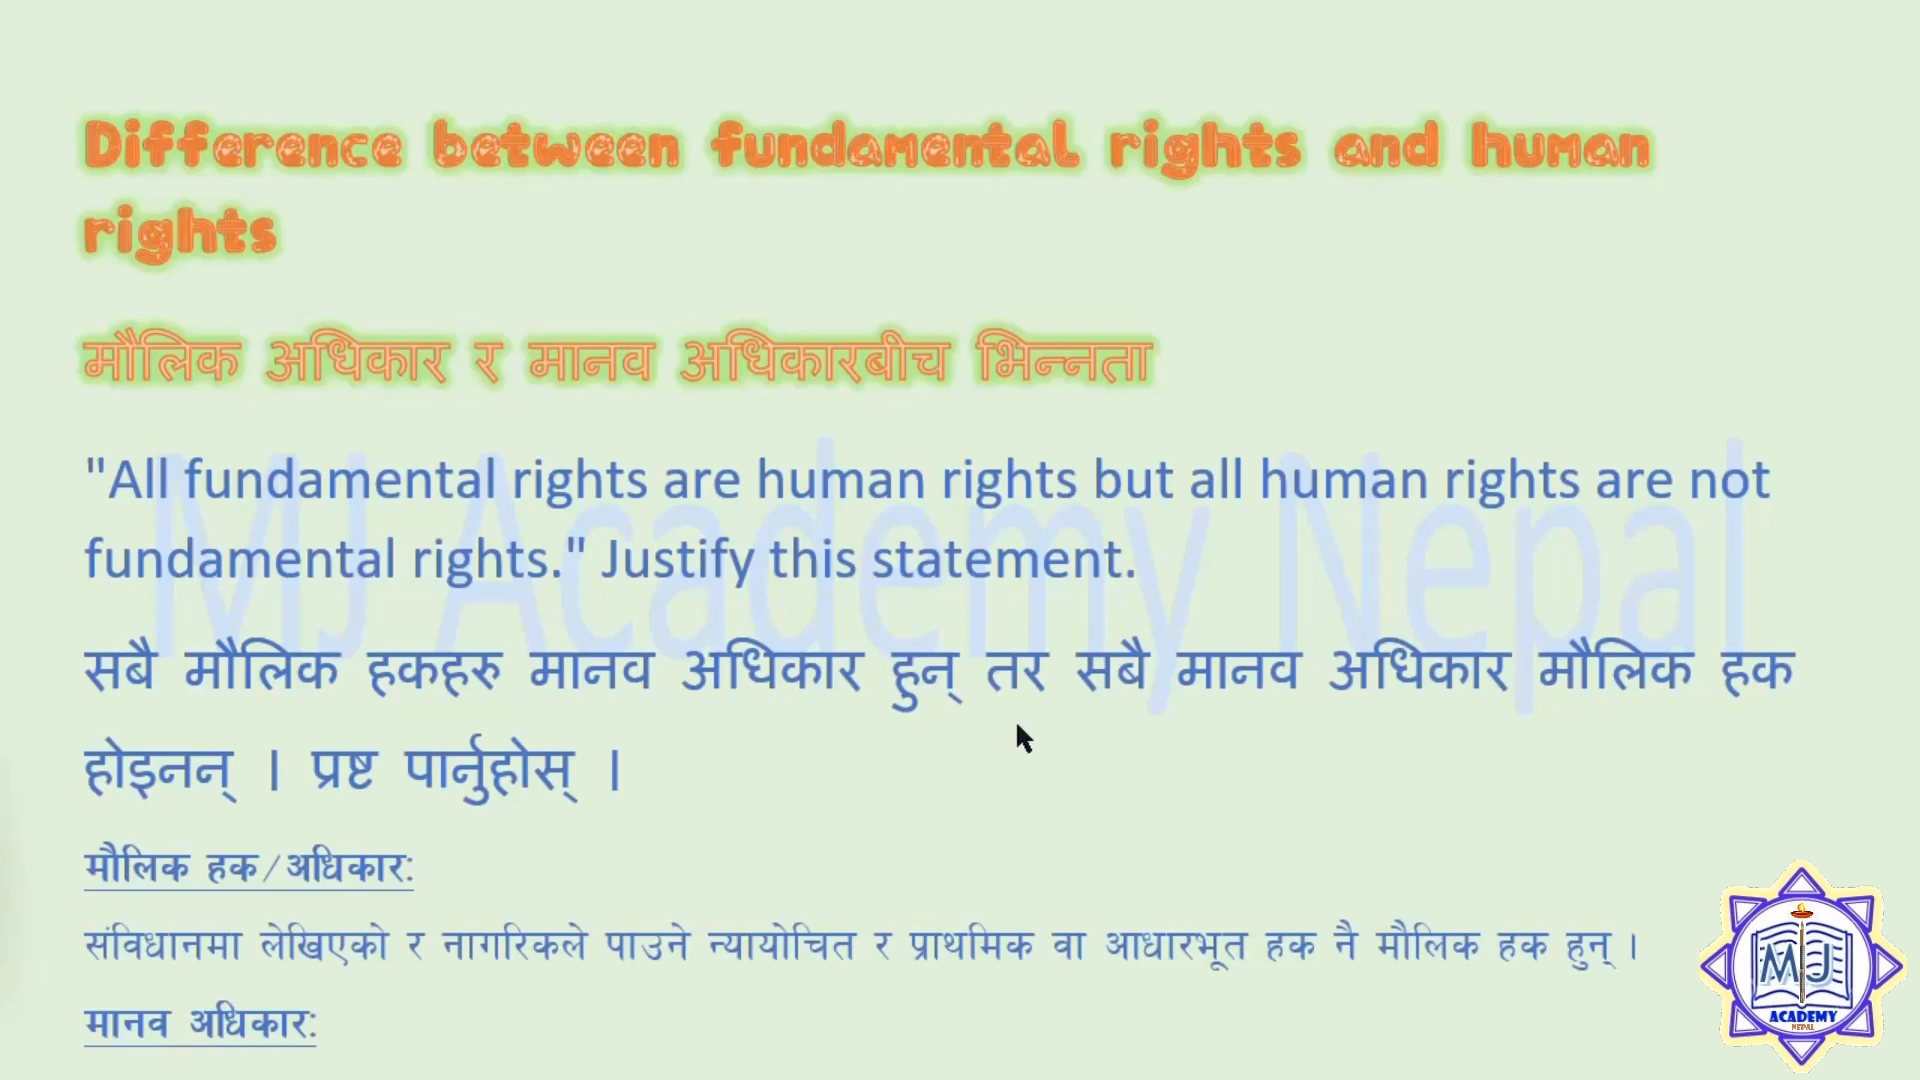 Difference between fundamental rights and human
rights
मौलिक अधिकार र मानव अधिकारबीच भिन्नता
"All fundamental rights are human rights but all human rights are not
fundamental rights." Justify this statement.
MJ Academy Nepal
सबै मौलिक हकहरु मानव अधिकार हुन् तर सबै मानव अधिकार मौलिक हक
होइनन् । प्रष्ट पार्नुहोस् ।
मौलिक हक/अधिकार:
संविधानमा लेखिएको र नागरिकले पाउने न्यायोचित र प्राथमिक वा आधारभूत हक नै मौलिक हक हुन् ।
मानव अधिकार:
MJ
ACADEMY
NEPAL